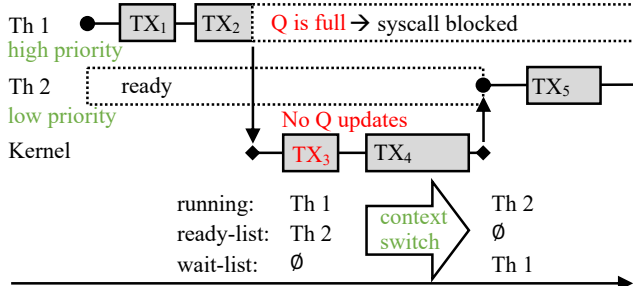 Th 1 TX₁ TX₂ Q is full → syscall blocked
high priority
Th 2 ready TX₅
low priority
No Q updates
Kernel TX₃ TX₄
running: Th 1 Th 2
ready-list: Th 2 context switch ∅
wait-list: ∅ Th 1